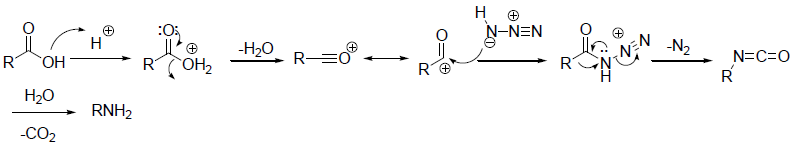 O R OH H⊕ :O: R ⊕ OH2 -H2O R—≡O⊕ O R C ⊕ H N–N≡N ⊖ ⊕ O R N H ⊕ N≡N -N2 N=C=O R
H2O RNH2
-CO2